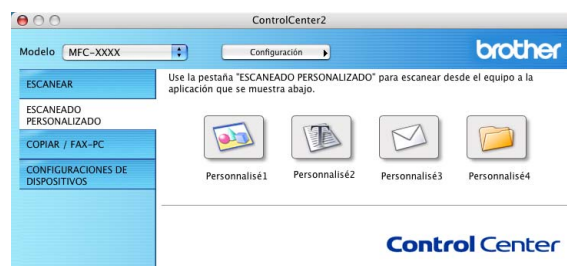 ControlCenter2
Modelo MFC-XXXX Configuración brother
ESCANEAR
ESCANEADO
PERSONALIZADO
COPIAR / FAX-PC
CONFIGURACIONES DE
DISPOSITIVOS
Use la pestaña "ESCANEADO PERSONALIZADO" para escanear desde el equipo a la
aplicación que se muestra abajo.
Personnalisé1 Personnalisé2 Personnalisé3 Personnalisé4
Control Center